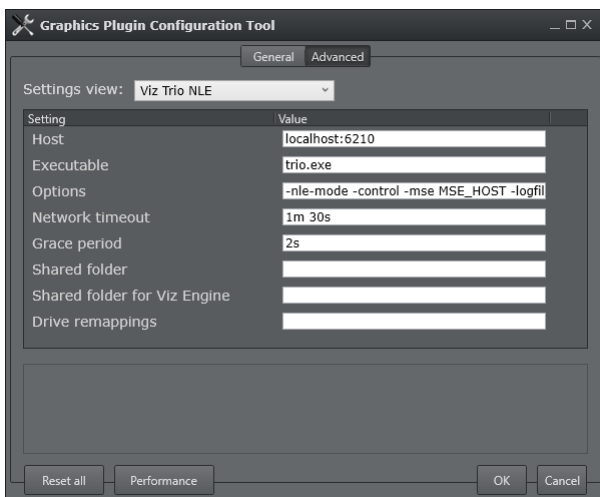 Graphics Plugin Configuration Tool
General Advanced
Settings view: Viz Trio NLE
Setting Value
Host localhost:6210
Executable trio.exe
Options -nle-mode -control -mse MSE_HOST -logfil
Network timeout 1m 30s
Grace period 2s
Shared folder
Shared folder for Viz Engine
Drive remappings
Reset all Performance OK Cancel